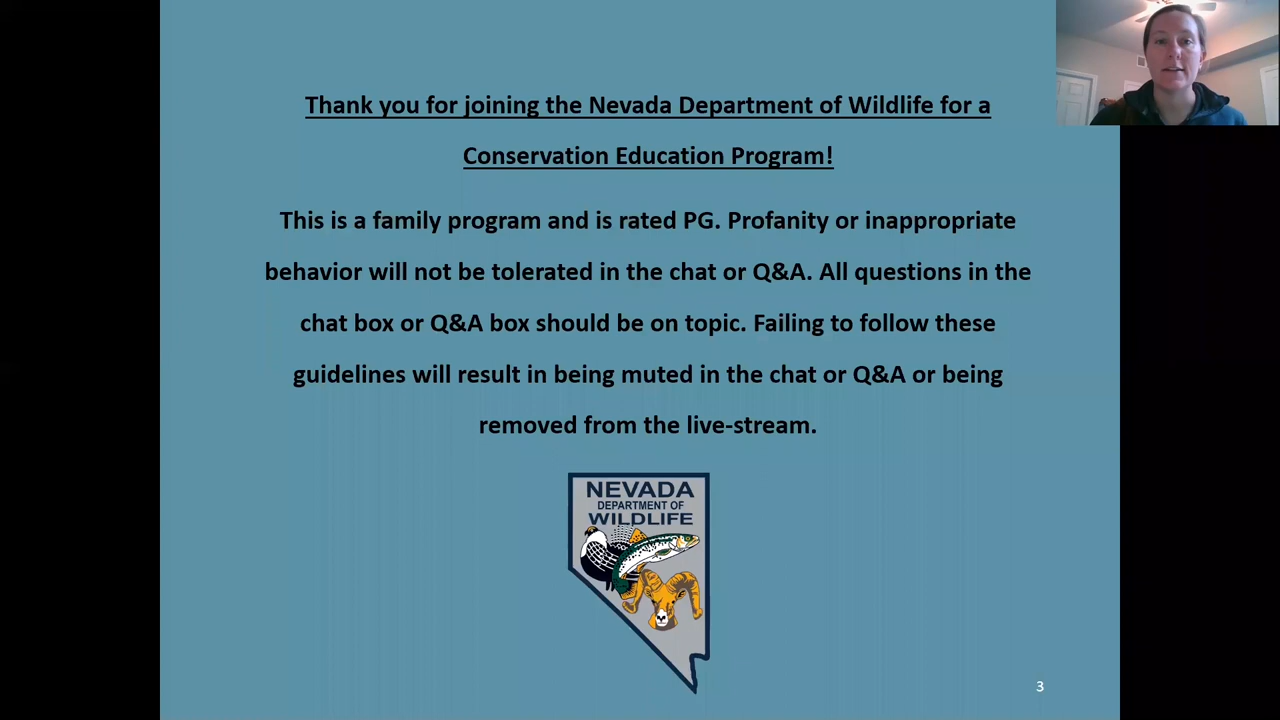 Thank you for joining the Nevada Department of Wildlife for a
Conservation Education Program!
This is a family program and is rated PG. Profanity or inappropriate
behavior will not be tolerated in the chat or Q&A. All questions in the
chat box or Q&A box should be on topic. Failing to follow these
guidelines will result in being muted in the chat or Q&A or being
removed from the live-stream.
NEVADA
DEPARTMENT OF
WILDLIFE
3